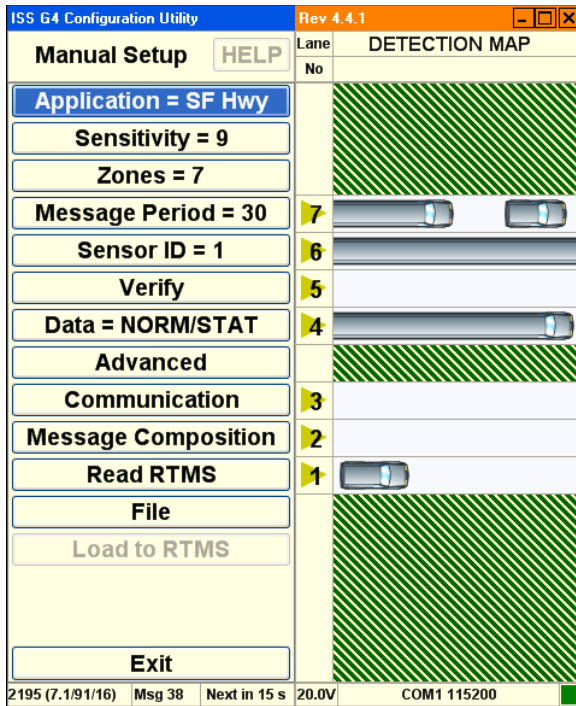 ISS G4 Configuration Utility
Rev 4.4.1
Manual Setup
HELP
Lane
No
DETECTION MAP
Application = SF Hwy
Sensitivity = 9
Zones = 7
Message Period = 30
7
Sensor ID = 1
6
Verify
5
Data = NORM/STAT
4
Advanced
Communication
3
Message Composition
2
Read RTMS
1
File
Load to RTMS
Exit
2195 (7.1/91/16)
Msg 38
Next in 15 s
20.0V
COM1 115200